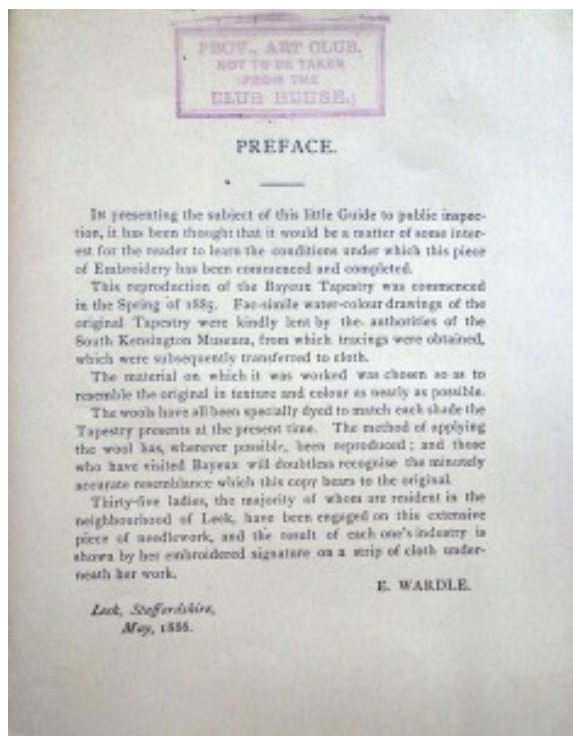 PROV., ART CLUB,
NOT TO BE TAKEN
(FROM THE
CLUB HOUSE.)
PREFACE.
In presenting the subject of this little Guide to public inspec-
tion, it has been thought that it would be a matter of some inter-
est for the reader to learn the conditions under which this piece
of Embroidery has been commenced and completed.
This reproduction of the Bayeux Tapestry was commenced
in the Spring of 1885. Fac-simile water-colour drawings of the
original Tapestry were kindly lent by the authorities of the
South Kensington Museum, from which tracings were obtained,
which were subsequently transferred to cloth.
The material on which it was worked was chosen so as to
resemble the original in texture and colour as nearly as possible.
The wools have all been specially dyed to match each shade the
Tapestry presents at the present time. The method of applying
the wool has, wherever possible, been reproduced; and those
who have visited Bayeux will doubtless recognise the minutely
accurate resemblance which this copy bears to the original.
Thirty-five ladies, the majority of whom are resident in the
neighbourhood of Leek, have been engaged on this extensive
piece of needlework, and the result of each one's industry is
shown by her embroidered signature on a strip of cloth under-
neath her work.
E. WARDLE.
Leek, Staffordshire,
May, 1886.